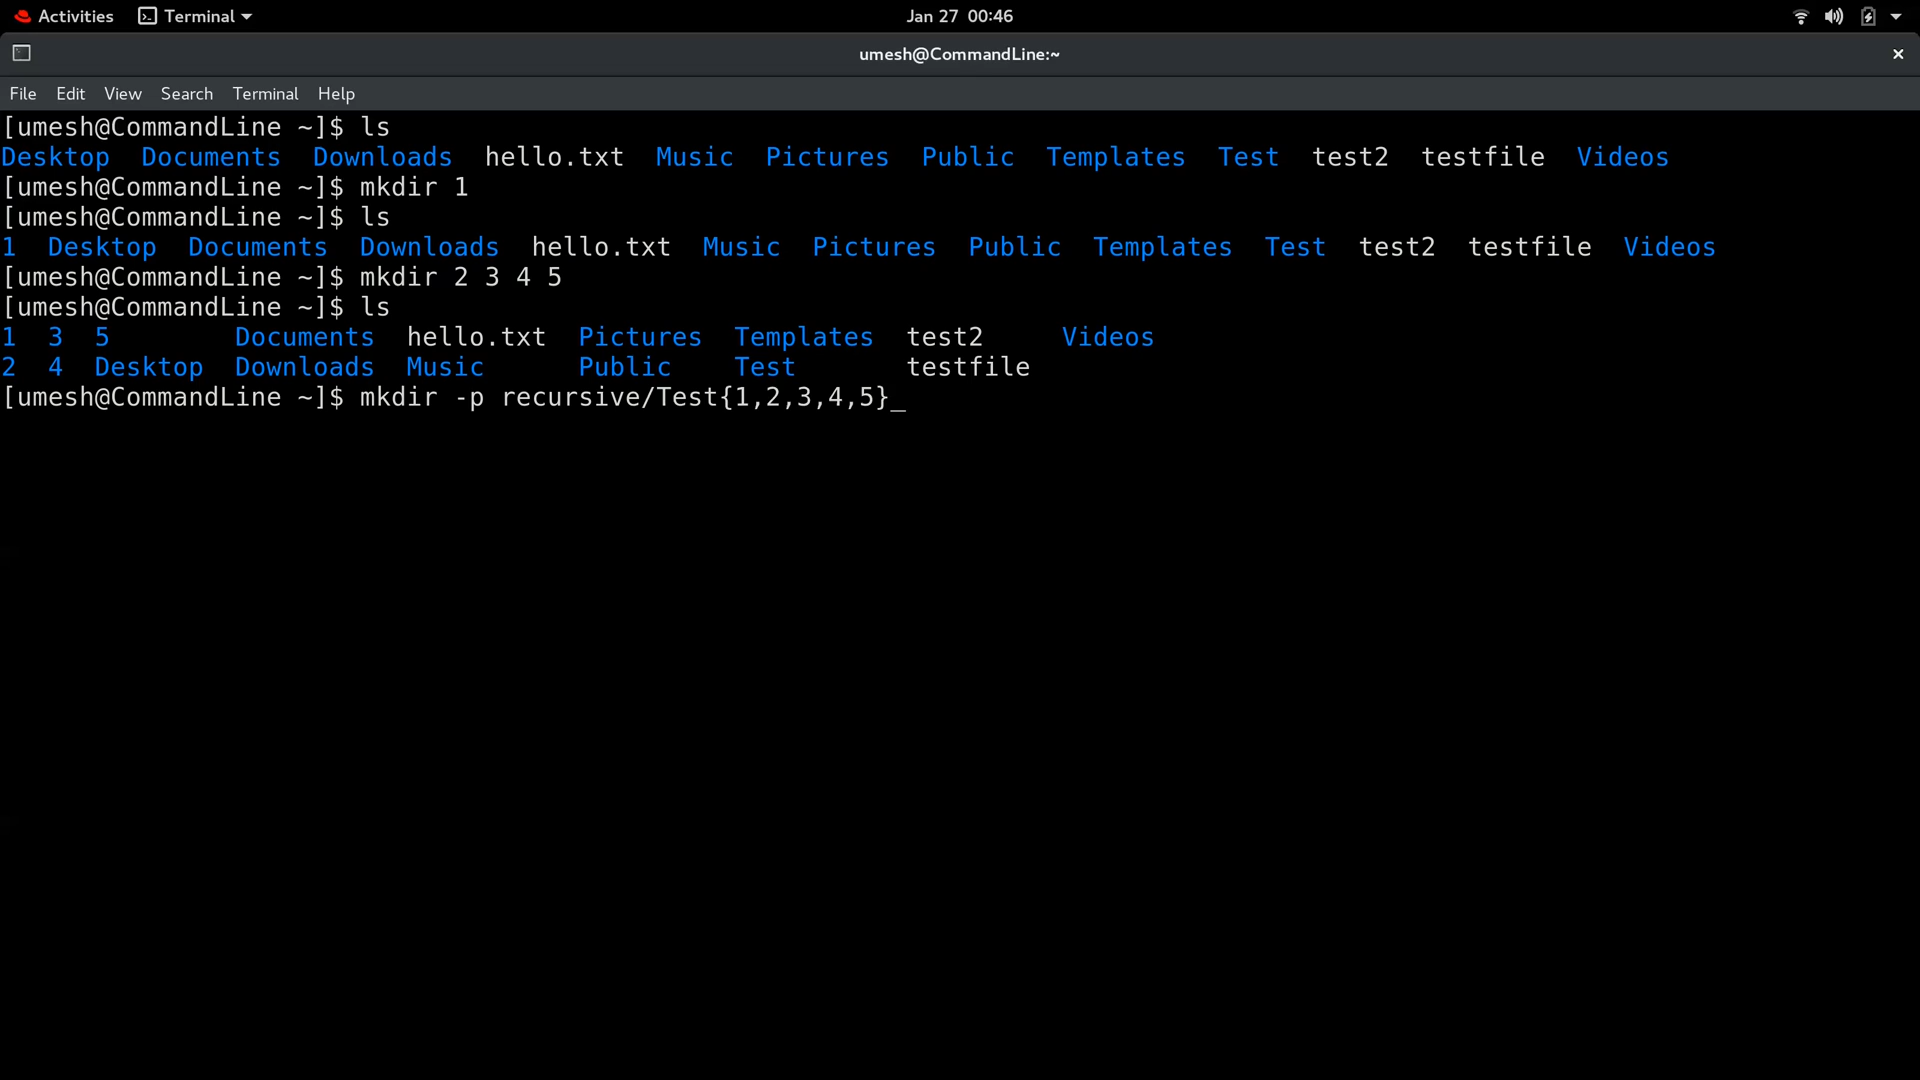 Activities Terminal Jan 27 00:46
umesh@CommandLine:~
File Edit View Search Terminal Help
[umesh@CommandLine ~]$ ls
Desktop Documents Downloads hello.txt Music Pictures Public Templates Test test2 testfile Videos
[umesh@CommandLine ~]$ mkdir 1
[umesh@CommandLine ~]$ ls
1 Desktop Documents Downloads hello.txt Music Pictures Public Templates Test test2 testfile Videos
[umesh@CommandLine ~]$ mkdir 2 3 4 5
[umesh@CommandLine ~]$ ls
1 3 5 Documents hello.txt Pictures Templates test2 Videos
2 4 Desktop Downloads Music Public Test testfile
[umesh@CommandLine ~]$ mkdir -p recursive/Test{1,2,3,4,5}_